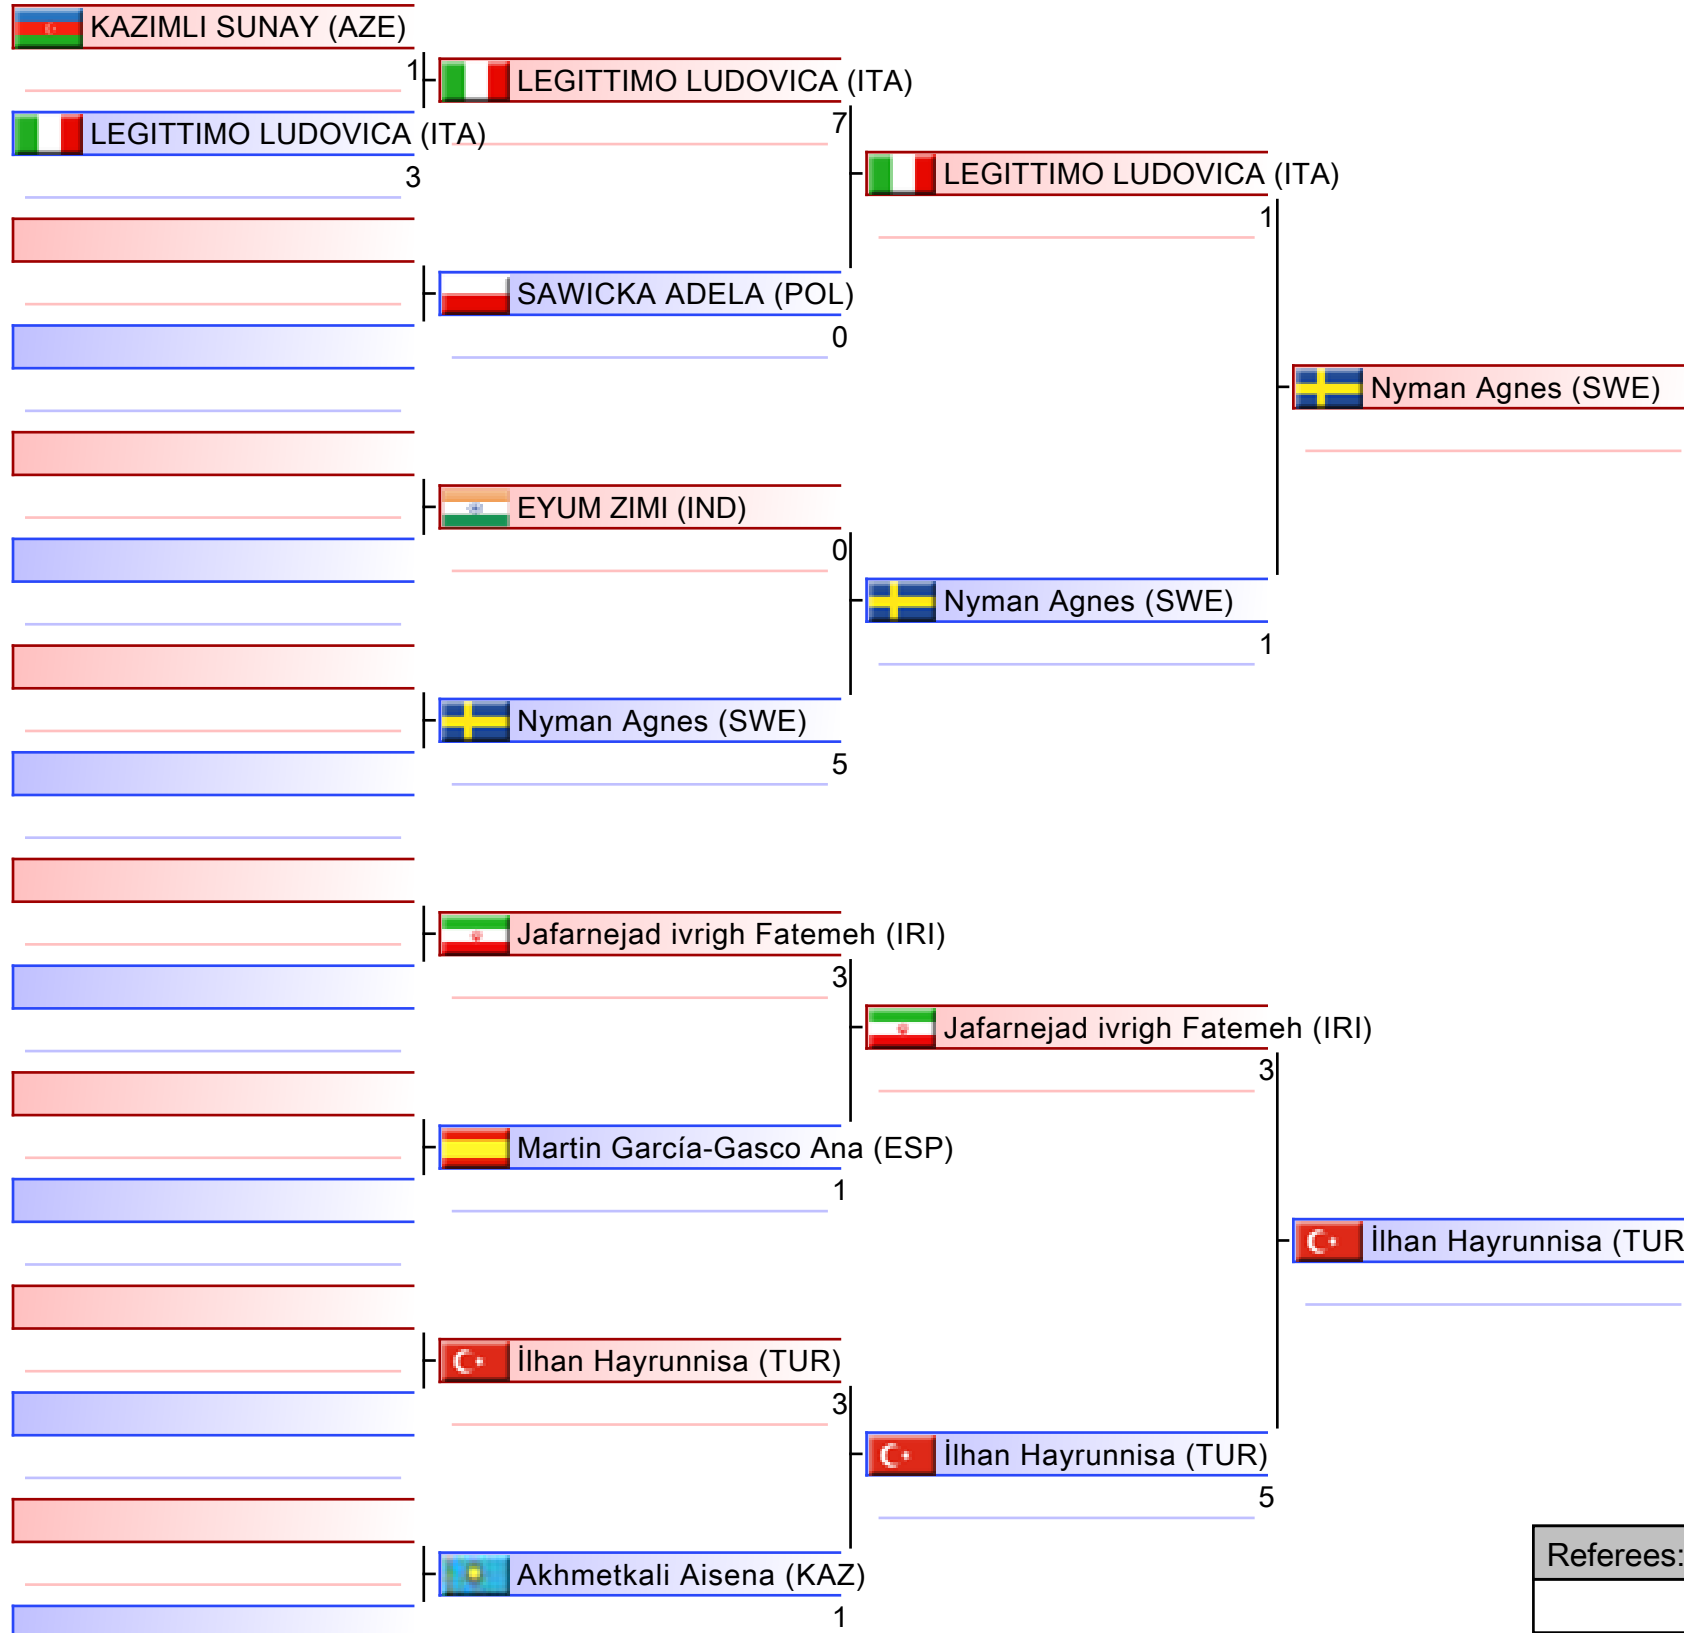 KAZIMLI SUNAY (AZE)
1
LEGITTIMO LUDOVICA (ITA)
3
LEGITTIMO LUDOVICA (ITA)
7
SAWICKA ADELA (POL)
0
EYUM ZIMI (IND)
0
Nyman Agnes (SWE)
5
Jafarnejad ivrigh Fatemeh (IRI)
3
Martin García-Gasco Ana (ESP)
1
İlhan Hayrunnisa (TUR)
3
Akhmetkali Aisena (KAZ)
1
LEGITTIMO LUDOVICA (ITA)
1
Nyman Agnes (SWE)
1
Jafarnejad ivrigh Fatemeh (IRI)
3
İlhan Hayrunnisa (TUR)
5
Nyman Agnes (SWE)
İlhan Hayrunnisa (TUR
Referees: